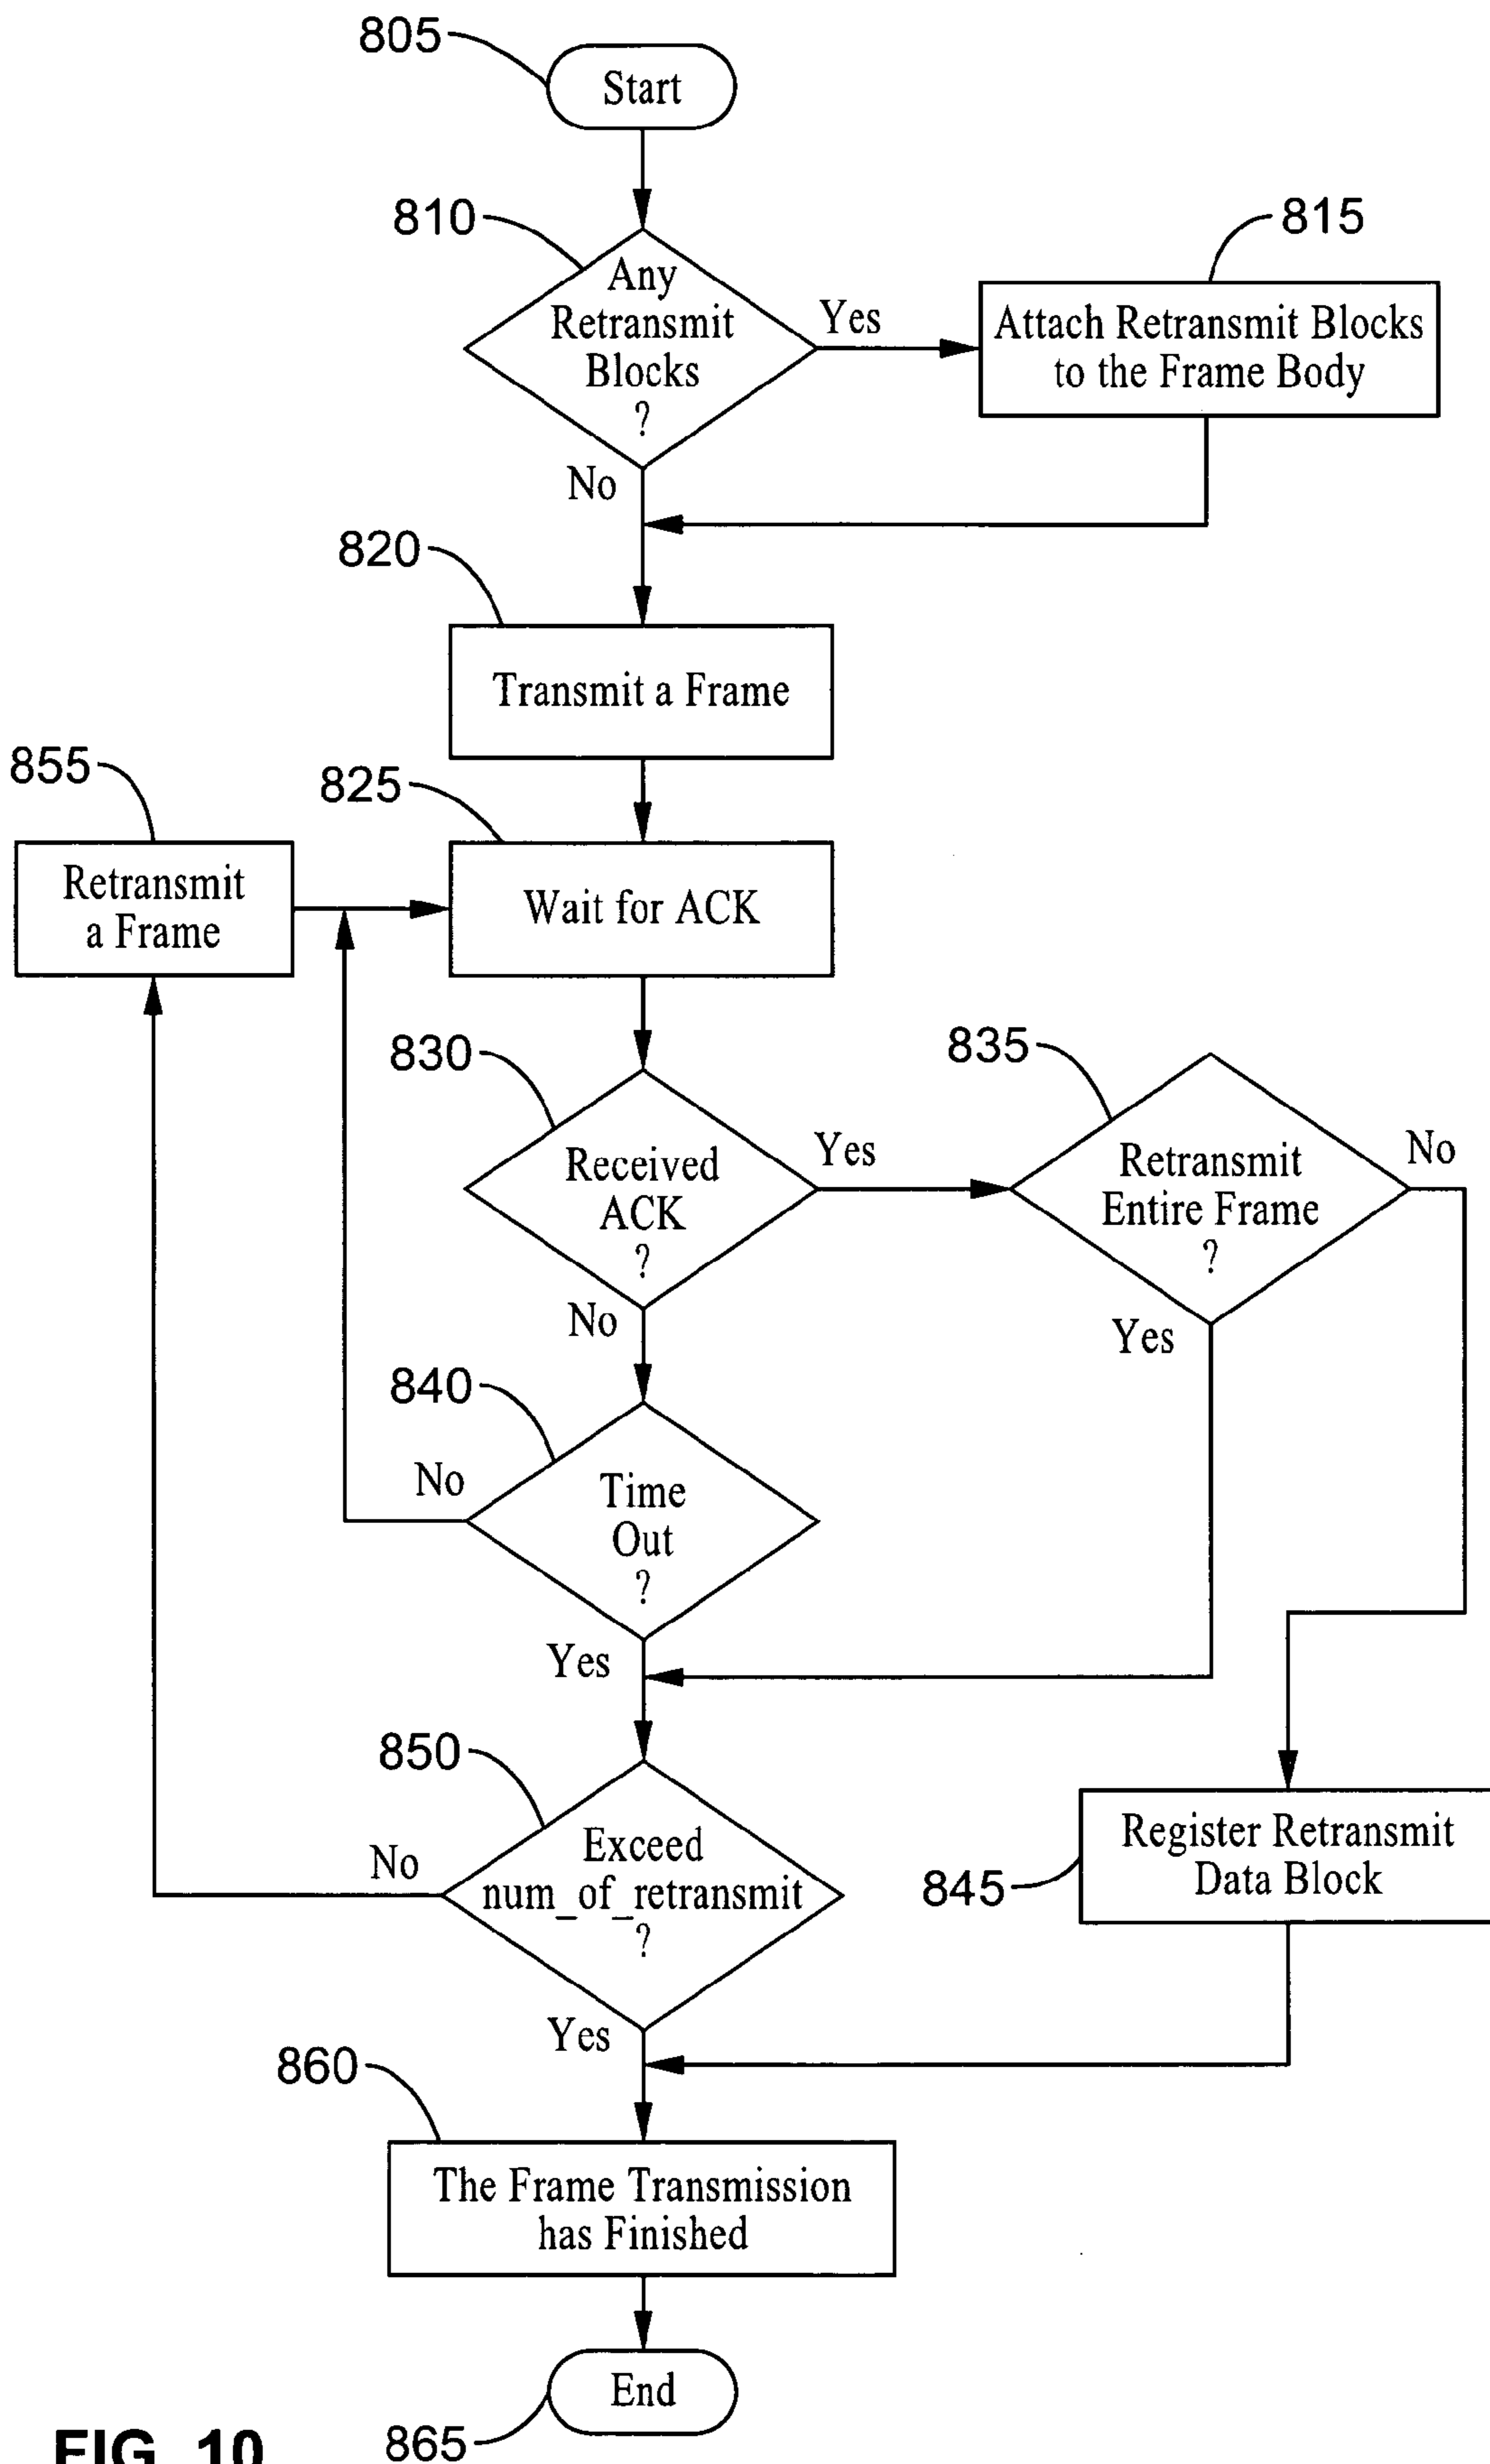 805
Start
810
Any
Retransmit
Blocks
?
Yes
815
Attach Retransmit Blocks
to the Frame Body
No
820
Transmit a Frame
855
Retransmit
a Frame
825
Wait for ACK
830
Received
ACK
?
Yes
835
Retransmit
Entire Frame
?
No
Yes
No
840
Time
Out
?
No
Yes
850
Exceed
num_of_retransmit
?
No
845
Register Retransmit
Data Block
Yes
860
The Frame Transmission
has Finished
End
865
FIG. 10